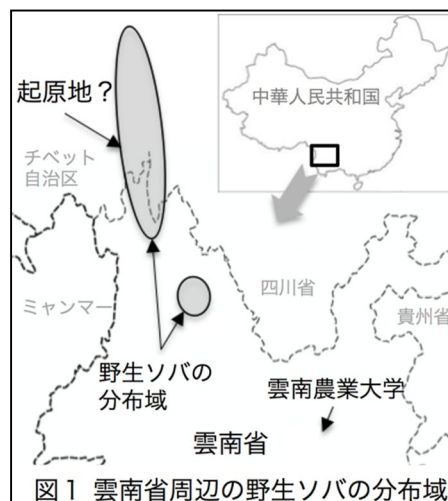 起原地？
中華人民共和国
チベット
自治区
ミャンマー
四川省
貴州省
野生ソバの
分布域
雲南農業大学
雲南省
図1 雲南省周辺の野生ソバの分布域